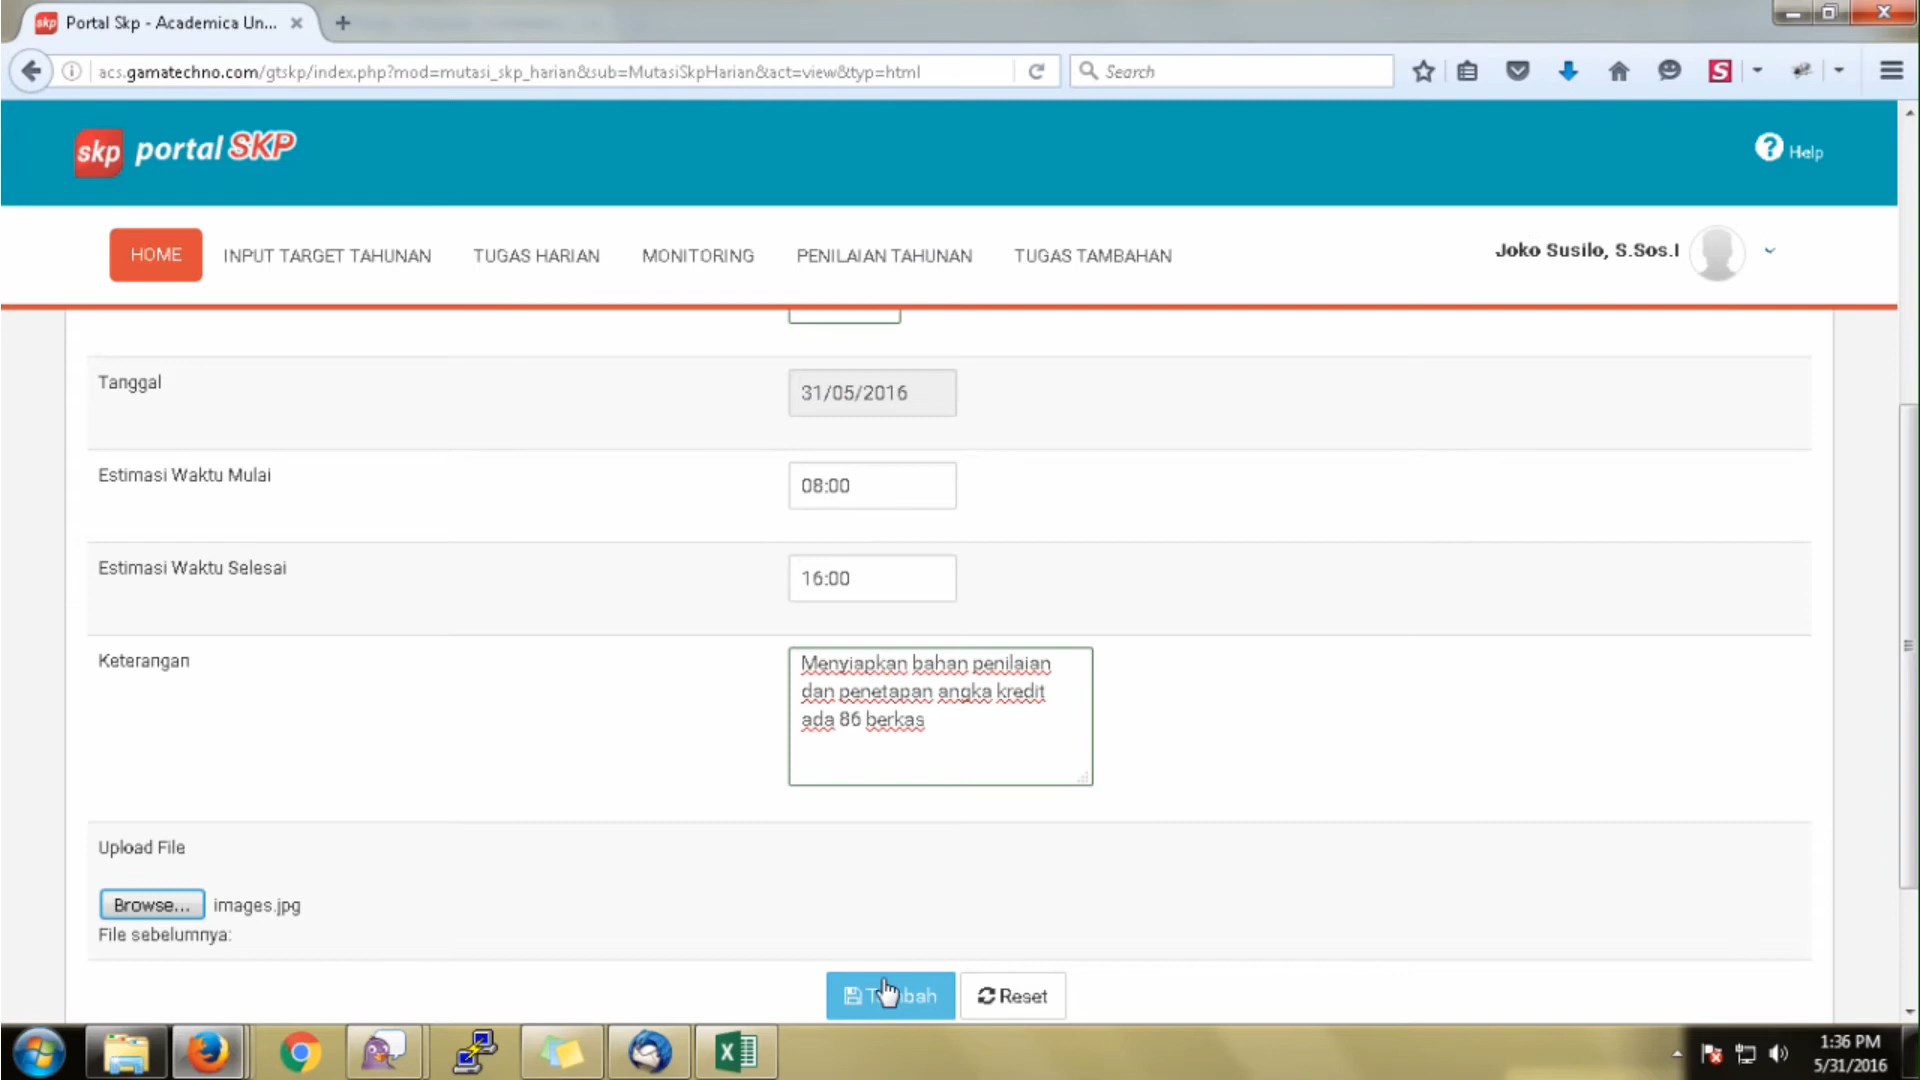 skp Portal Skp - Academica Un...
acs.gamatechno.com/gtskp/index.php?mod=mutasi_skp_harian&sub=MutasiSkpHarian&act=view&typ=html
Search
S
skp portal SKP
? Help
HOME
INPUT TARGET TAHUNAN
TUGAS HARIAN
MONITORING
PENILAIAN TAHUNAN
TUGAS TAMBAHAN
Joko Susilo, S.Sos.I
Tanggal
31/05/2016
Estimasi Waktu Mulai
08:00
Estimasi Waktu Selesai
16:00
Keterangan
Menyiapkan bahan penilaian
dan penetapan angka kredit
ada 86 berkas
Upload File
Browse... images.jpg
File sebelumnya:
Reset
1:36 PM
5/31/2016